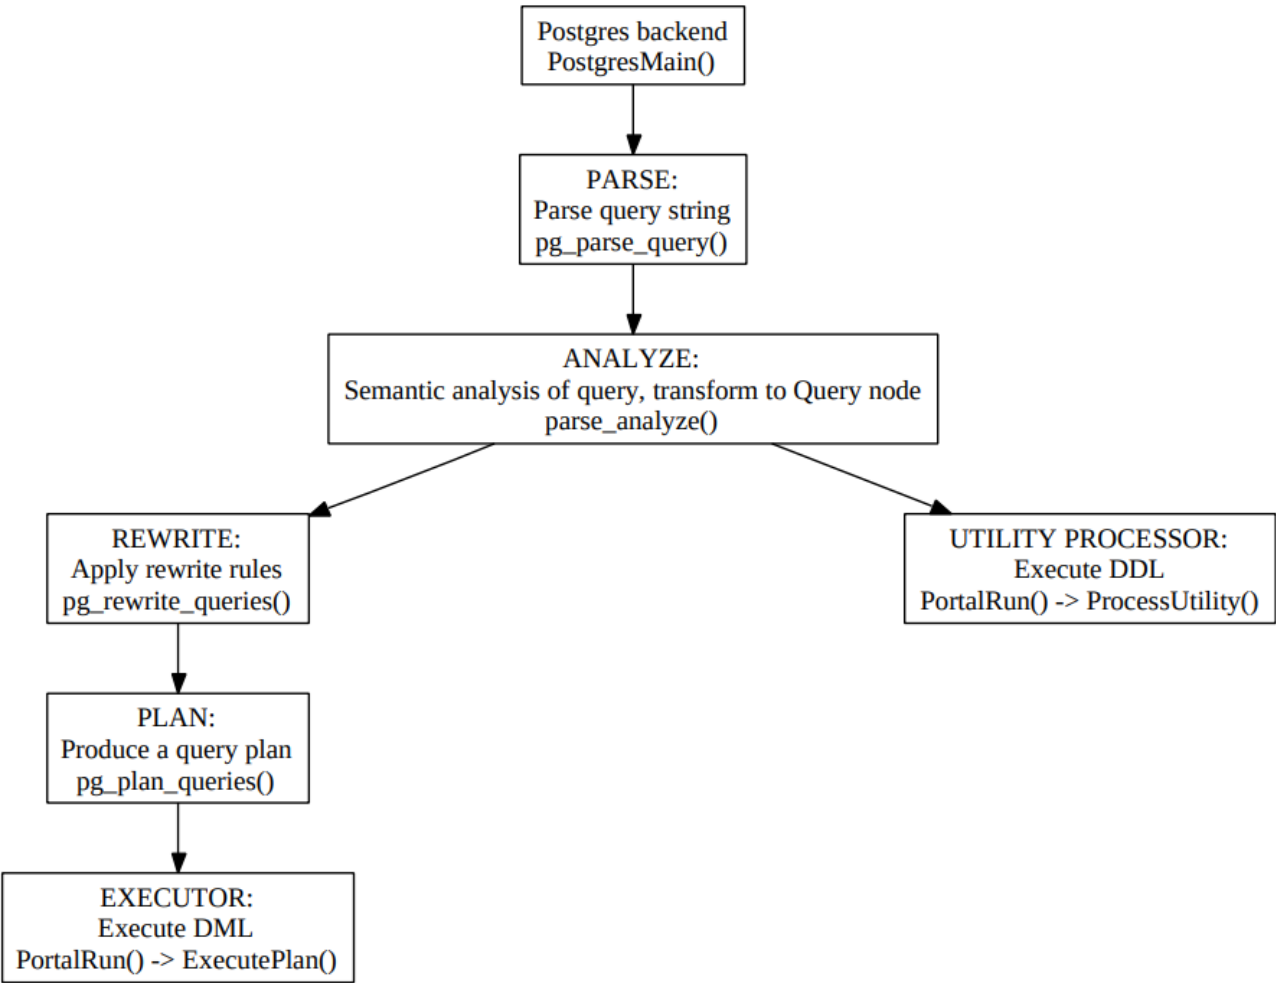 Postgres backend
PostgresMain()
PARSE:
Parse query string
pg_parse_query()
ANALYZE:
Semantic analysis of query, transform to Query node
parse_analyze()
REWRITE:
Apply rewrite rules
pg_rewrite_queries()
UTILITY PROCESSOR:
Execute DDL
PortalRun() -> ProcessUtility()
PLAN:
Produce a query plan
pg_plan_queries()
EXECUTOR:
Execute DML
PortalRun() -> ExecutePlan()